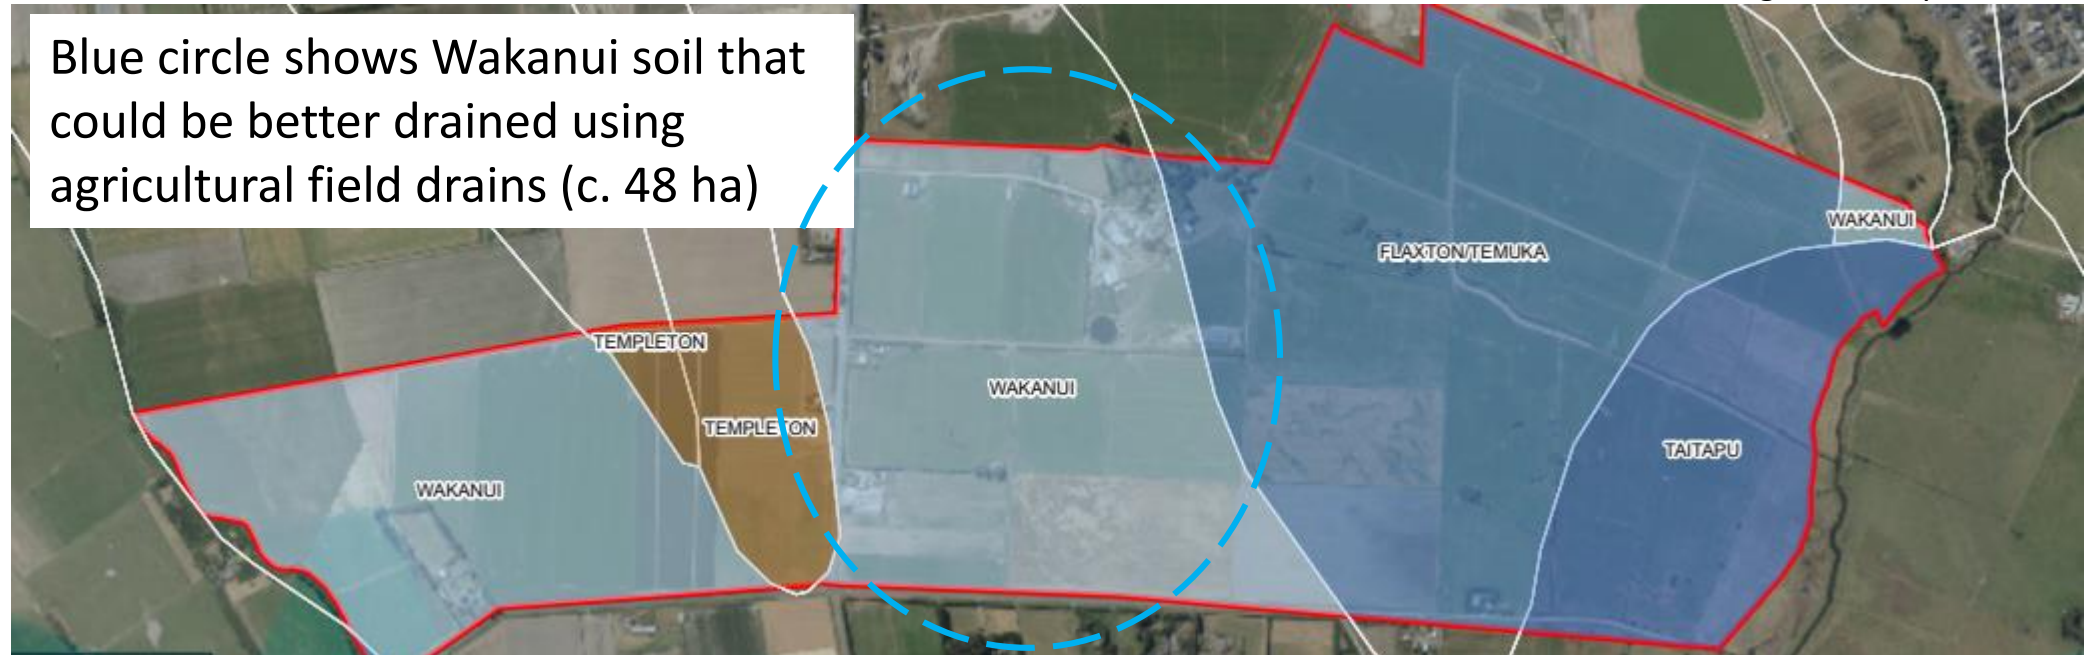 Blue circle shows Wakanui soil that
could be better drained using
agricultural field drains (c. 48 ha)
WAKANUI
FLAXTON/TEMUKA
TEMPLETON
WAKANUI
TEMPLETON
TAITAPU
WAKANUI